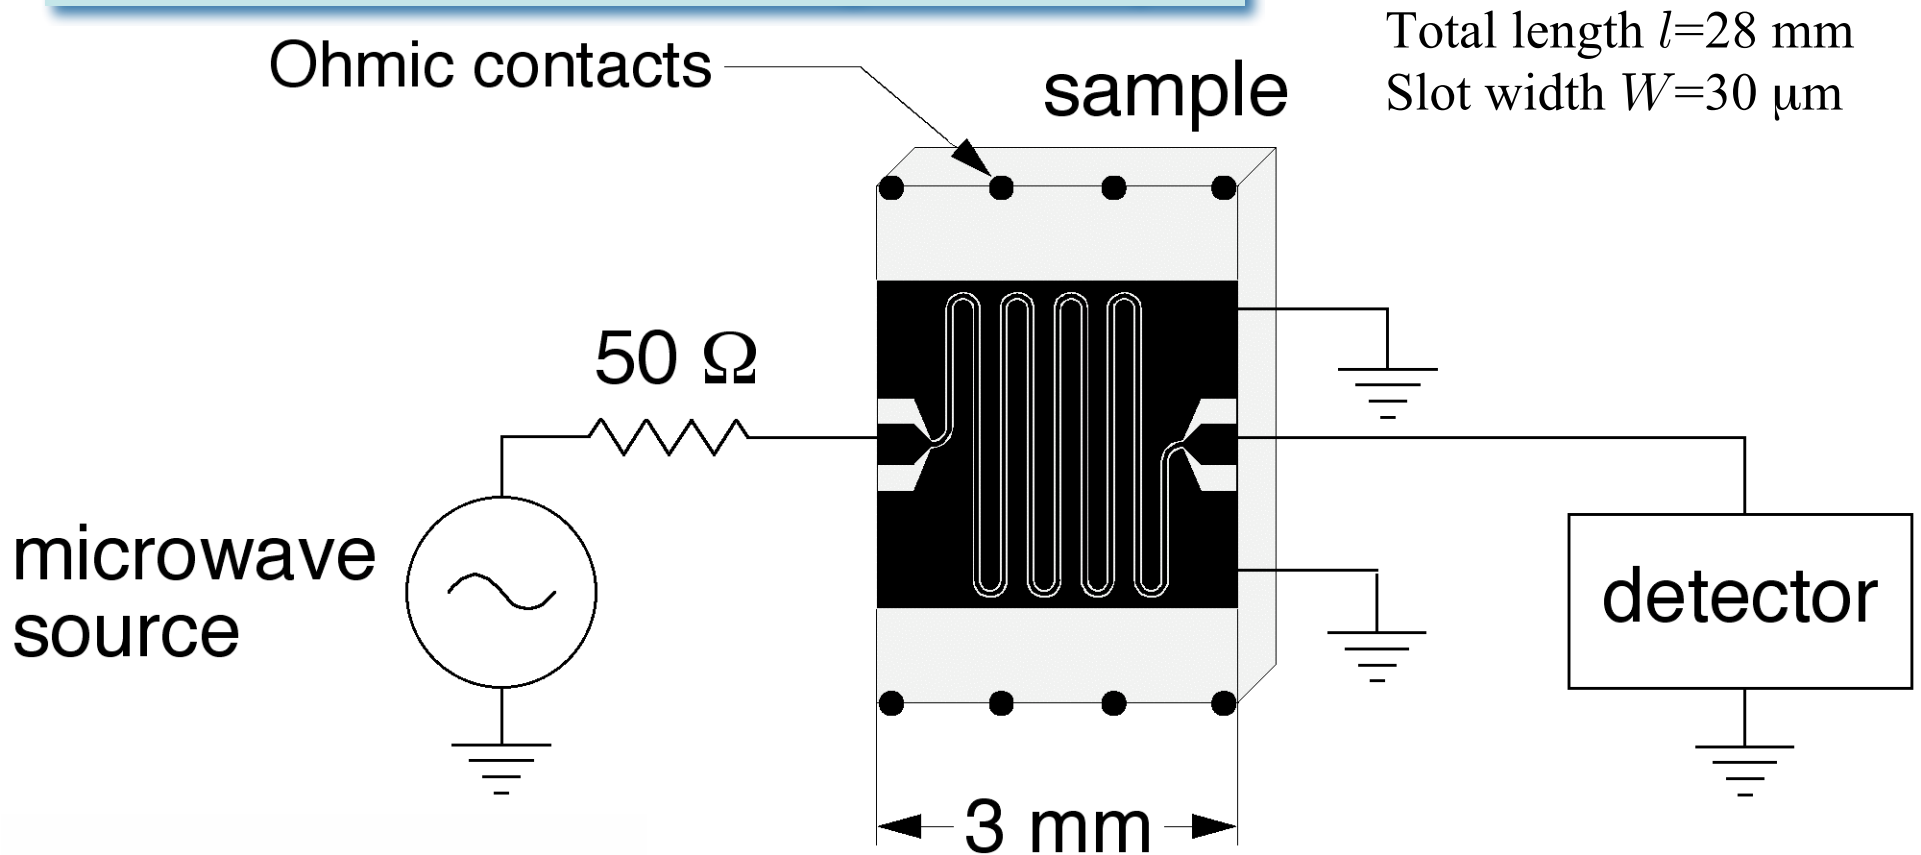 Total length l=28 mm
Slot width W=30 μm
Ohmic contacts
sample
50 Ω
microwave
source
detector
3 mm